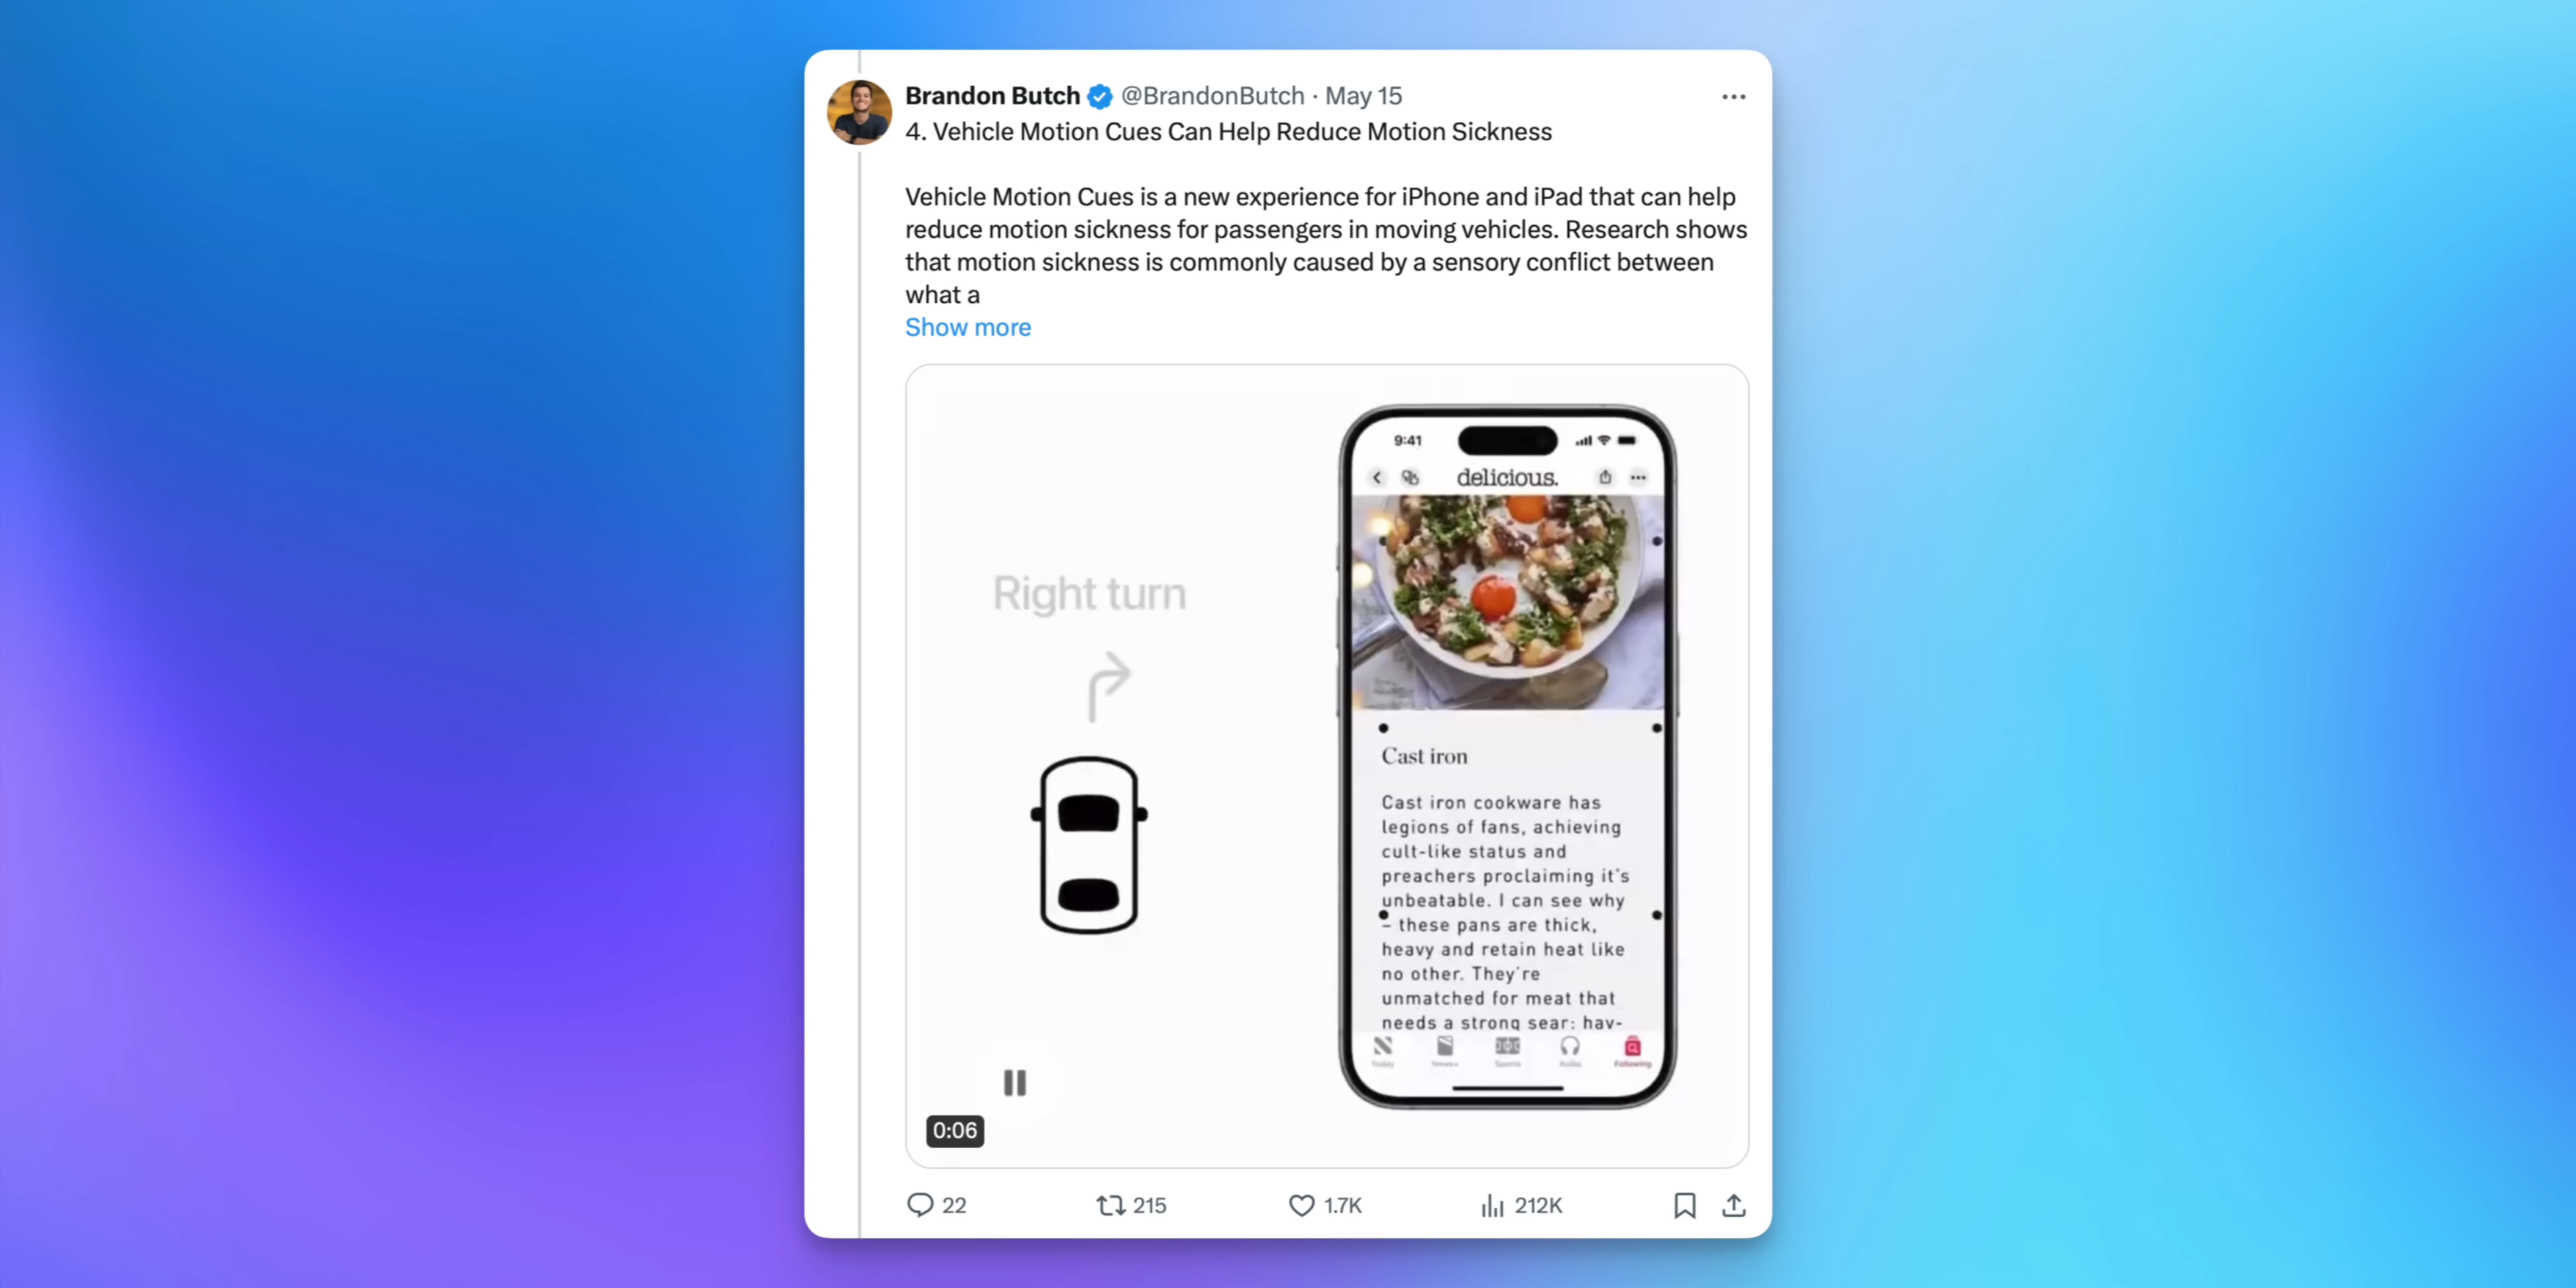 Brandon Butch @BrandonButch · May 15
4. Vehicle Motion Cues Can Help Reduce Motion Sickness
Vehicle Motion Cues is a new experience for iPhone and iPad that can help
reduce motion sickness for passengers in moving vehicles. Research shows
that motion sickness is commonly caused by a sensory conflict between
what a
Show more
Right turn
0:06
9:41
delicious.
Cast iron
Cast iron cookware has
legions of fans, achieving
cult-like status and
preachers proclaiming it's
unbeatable. I can see why
– these pans are thick,
heavy and retain heat like
no other. They're
unmatched for meat that
needs a strong sear: hav-
Today
News+
Sports
Audio
Following
22
215
1.7K
212K